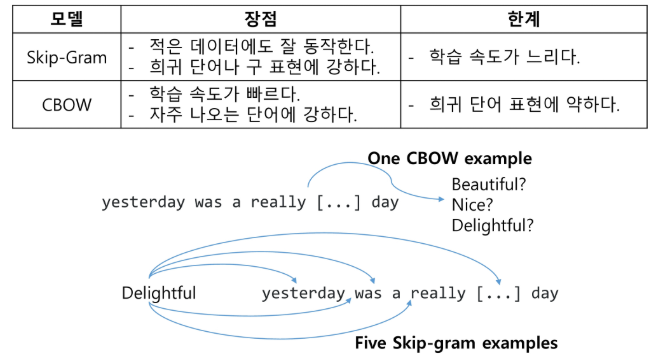 모델 장점 한계
Skip-Gram - 적은 데이터에도 잘 동작한다. - 학습 속도가 느리다.
- 희귀 단어나 구 표현에 강하다.
CBOW - 학습 속도가 빠르다. - 희귀 단어 표현에 약하다.
- 자주 나오는 단어에 강하다.
One CBOW example
yesterday was a really [...] day
Beautiful?
Nice?
Delightful?
Delightful yesterday was a really [...] day
Five Skip-gram examples